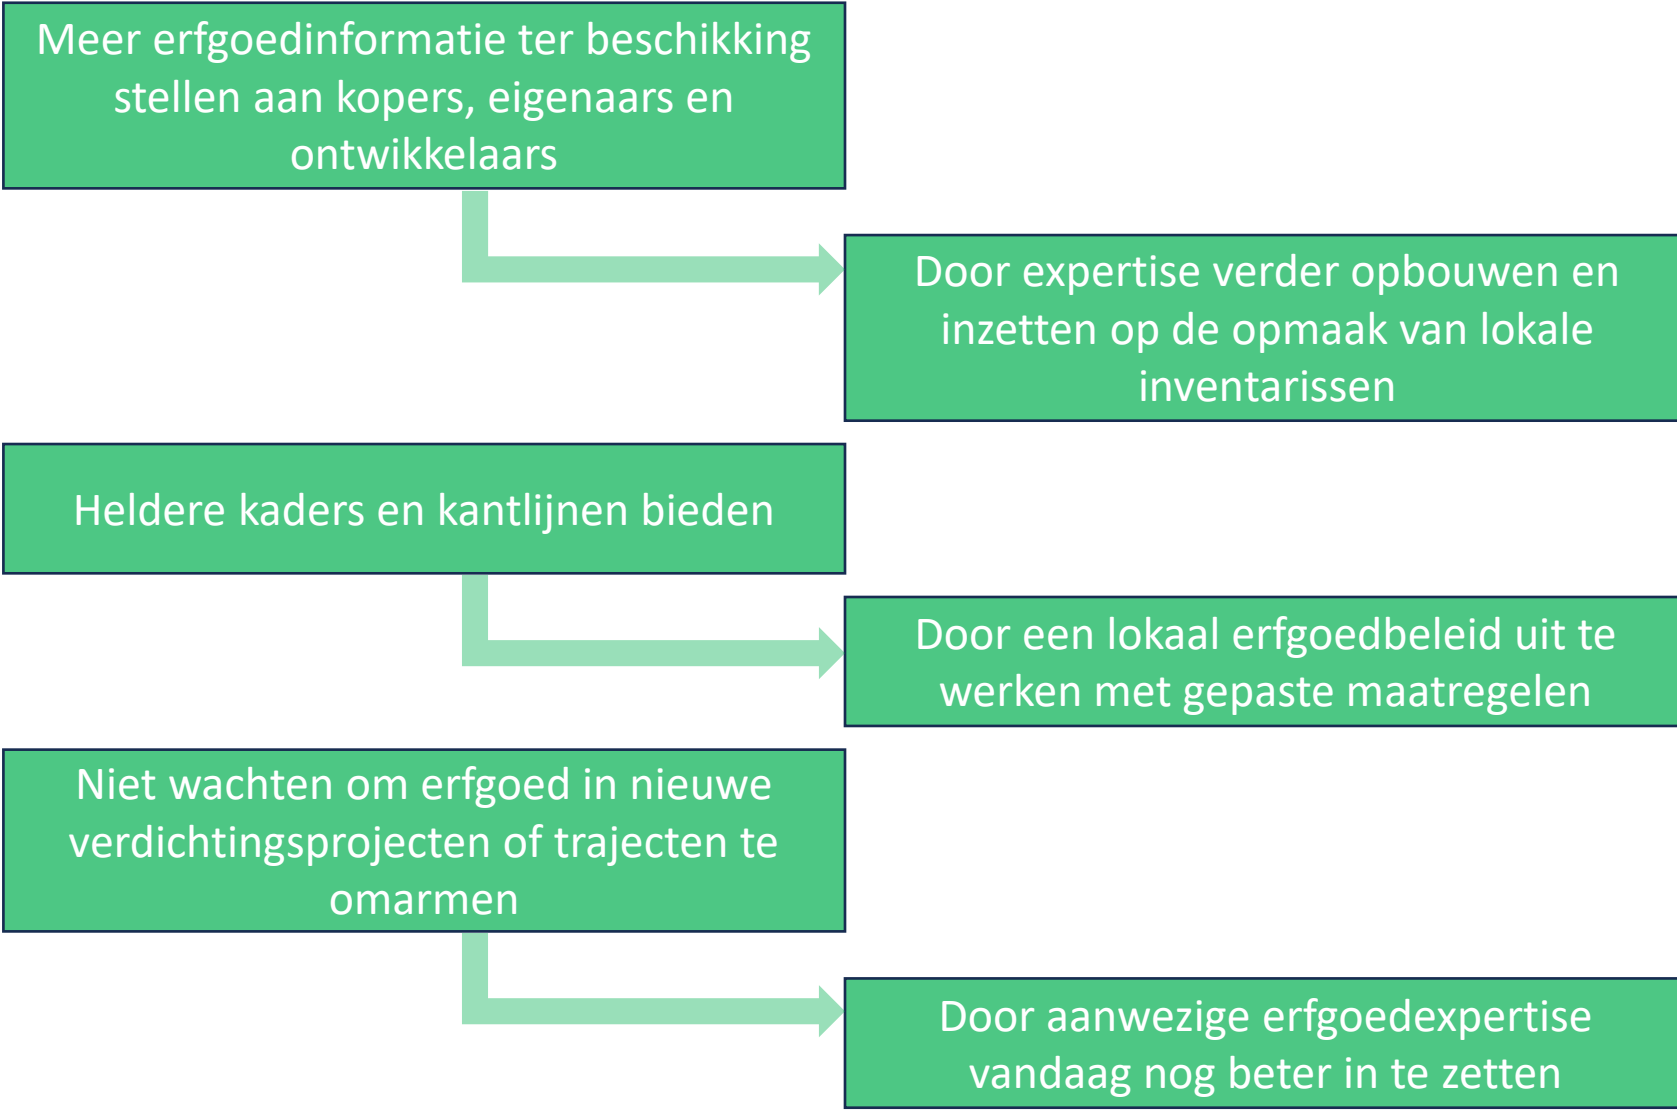 Meer erfgoedinformatie ter beschikking
stellen aan kopers, eigenaars en
ontwikkelaars
Door expertise verder opbouwen en
inzetten op de opmaak van lokale
inventarissen
Heldere kaders en kantlijnen bieden
Door een lokaal erfgoedbeleid uit te
werken met gepaste maatregelen
Niet wachten om erfgoed in nieuwe
verdichtingsprojecten of trajecten te
omarmen
Door aanwezige erfgoedexpertise
vandaag nog beter in te zetten